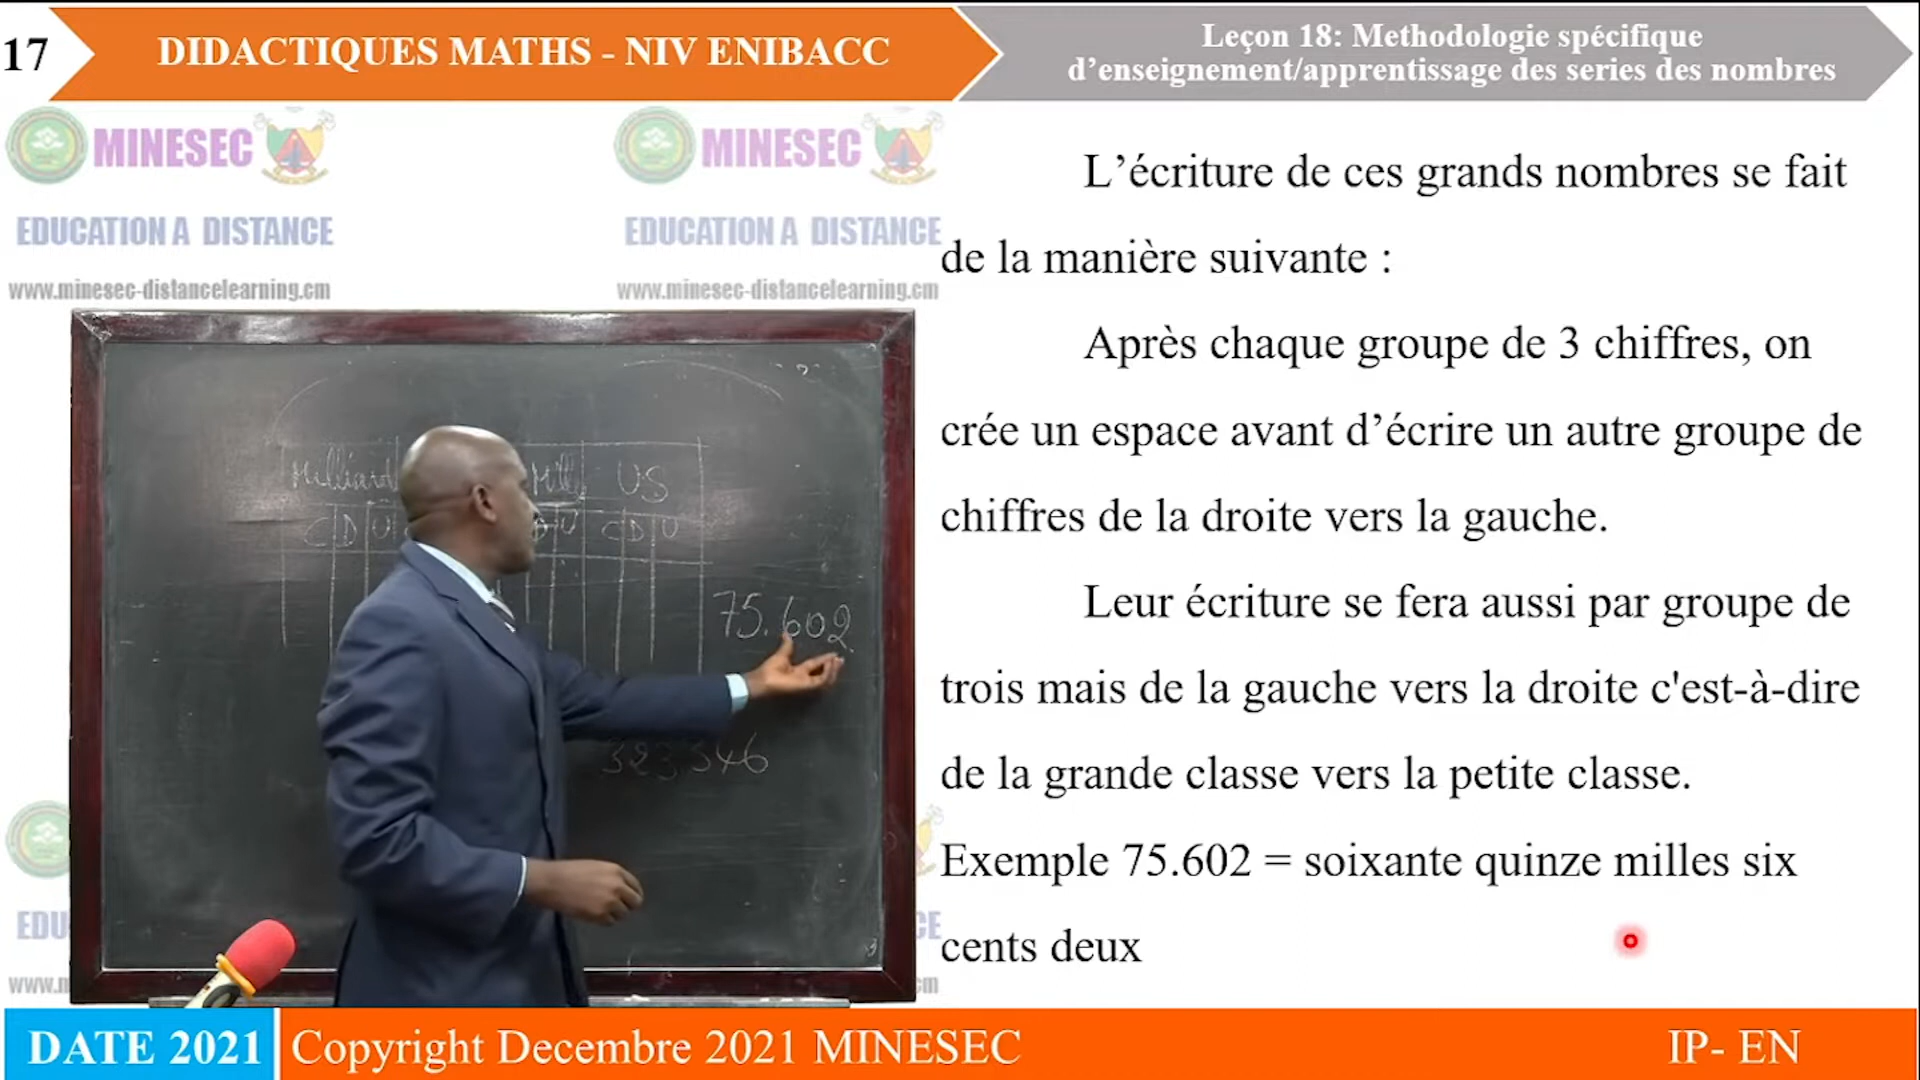 17
DIDACTIQUES MATHS - NIV ENIBACC
Leçon 18: Methodologie spécifique
d’enseignement/apprentissage des series des nombres
MINESEC
MINESEC
EDUCATION A DISTANCE
EDUCATION A DISTANCE
www.minesec-distancelearning.cm
www.minesec-distancelearning.cm
L’écriture de ces grands nombres se fait
de la manière suivante :
Après chaque groupe de 3 chiffres, on
crée un espace avant d’écrire un autre groupe de
chiffres de la droite vers la gauche.
Leur écriture se fera aussi par groupe de
trois mais de la gauche vers la droite c'est-à-dire
de la grande classe vers la petite classe.
Exemple 75.602 = soixante quinze milles six
cents deux
Milliard Mill US
C D U D U C D U
75.602
323.546
DATE 2021
Copyright Decembre 2021 MINESEC
IP- EN